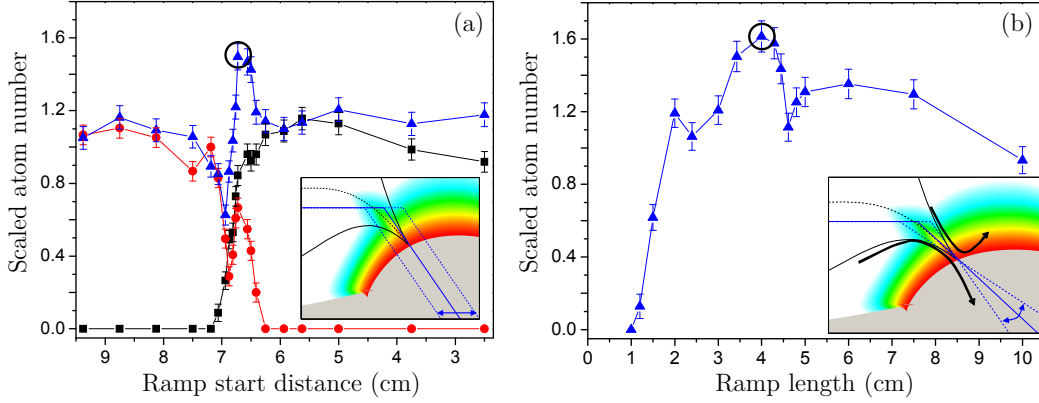 (a)
Scaled atom number
1.6
1.2
0.8
0.4
0.0
9 8 7 6 5 4 3
Ramp start distance (cm)
(b)
Scaled atom number
1.6
1.2
0.8
0.4
0.0
0 1 2 3 4 5 6 7 8 9 10
Ramp length (cm)